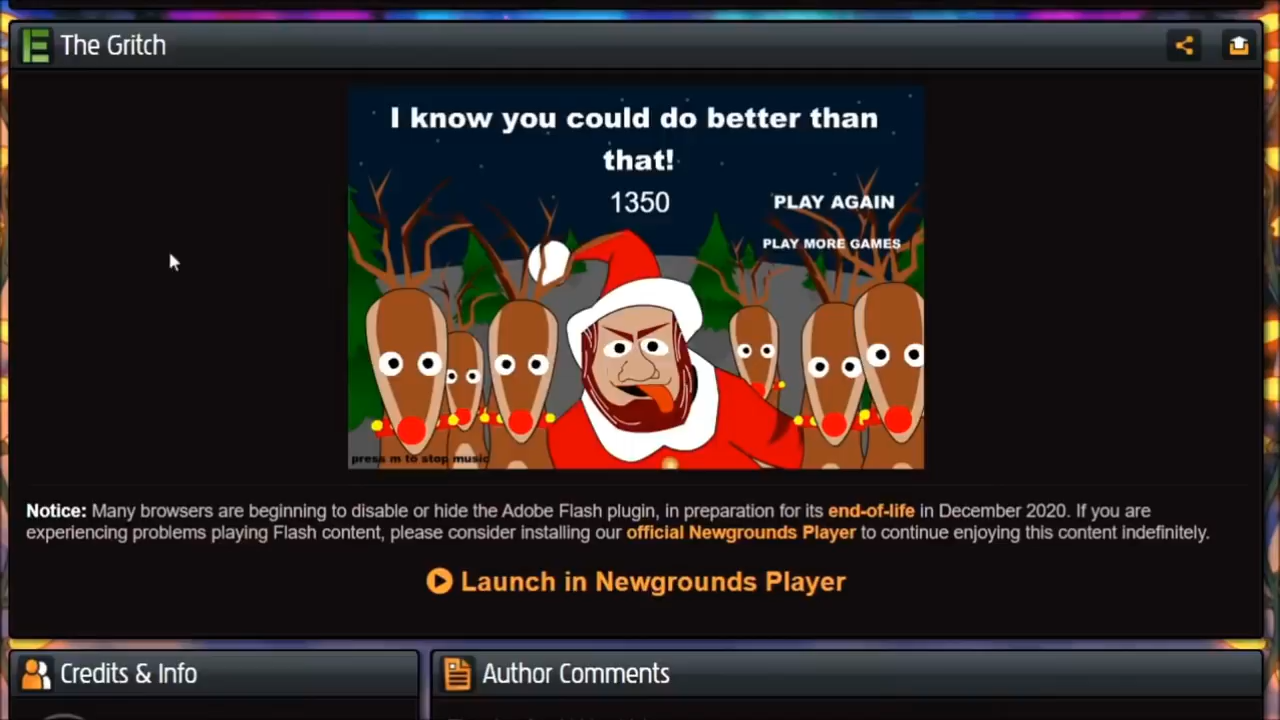 The Gritch
I know you could do better than
that!
1350
PLAY AGAIN
PLAY MORE GAMES
press m to stop music
Notice: Many browsers are beginning to disable or hide the Adobe Flash plugin, in preparation for its end-of-life in December 2020. If you are
experiencing problems playing Flash content, please consider installing our official Newgrounds Player to continue enjoying this content indefinitely.
Launch in Newgrounds Player
Credits & Info
Author Comments